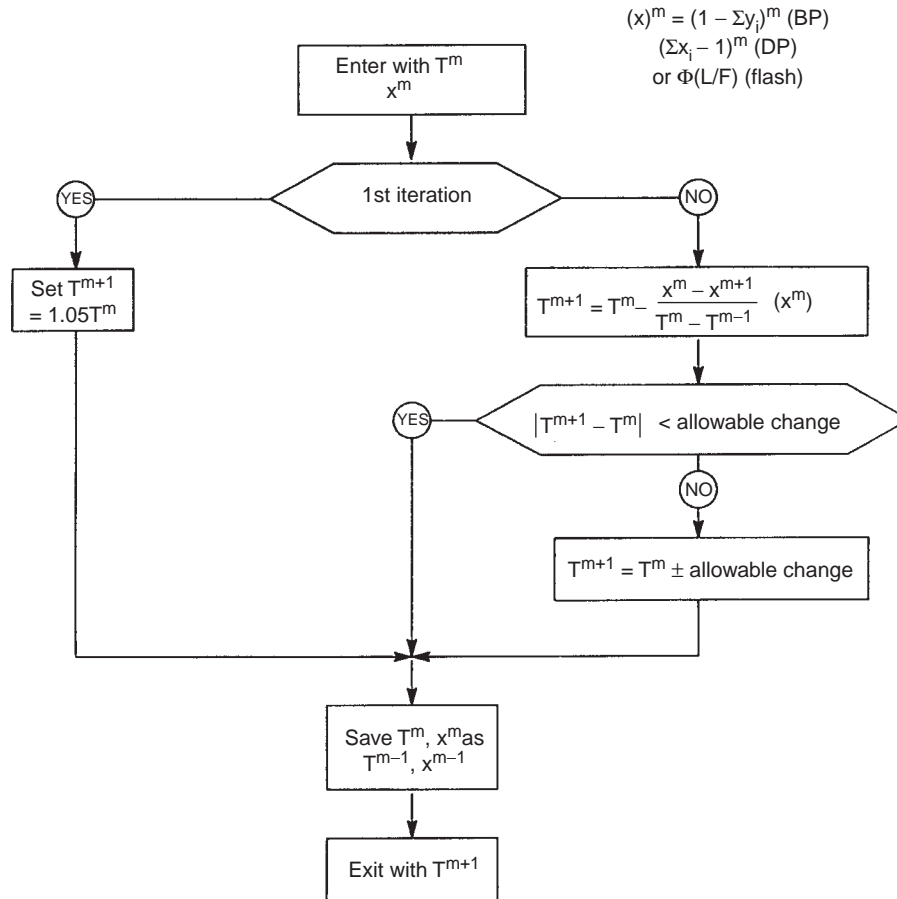 (x)^m = (1 − Σy_i)^m (BP)
(Σx_i − 1)^m (DP)
or Φ(L/F) (flash)
Enter with T^m
x^m
1st iteration
YES
NO
Set T^{m+1}
= 1.05T^m
T^{m+1} = T^m − \frac{x^m − x^{m+1}}{T^m − T^{m−1}} (x^m)
YES
|T^{m+1} − T^m| < allowable change
NO
T^{m+1} = T^m ± allowable change
Save T^m, x^m as
T^{m−1}, x^{m−1}
Exit with T^{m+1}